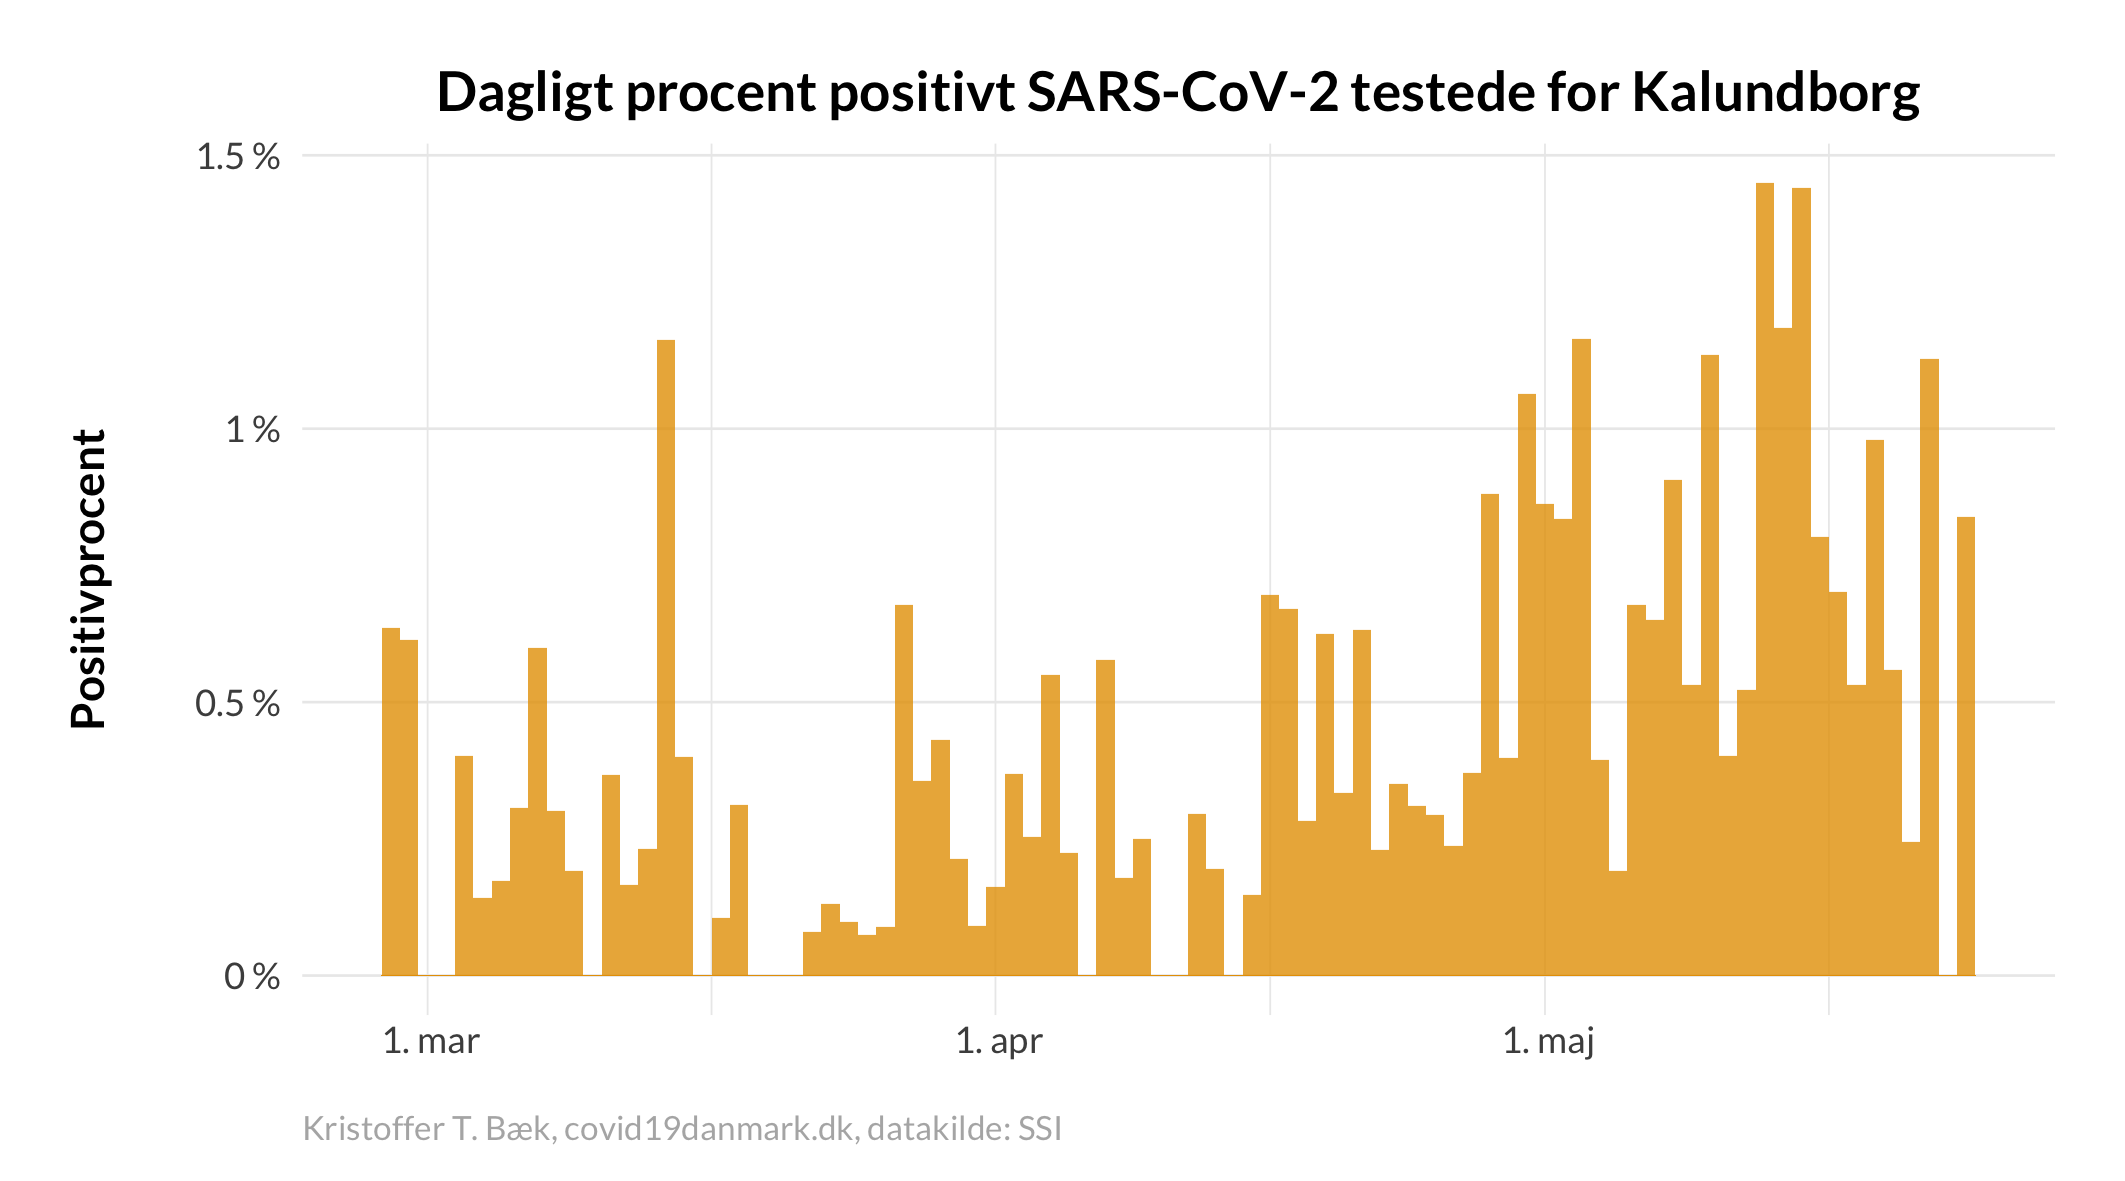 Dagligt procent positivt SARS-CoV-2 testede for Kalundborg
Positivprocent
1.5 %
1 %
0.5 %
0 %
1. mar
1. apr
1. maj
Kristoffer T. Bæk, covid19danmark.dk, datakilde: SSI